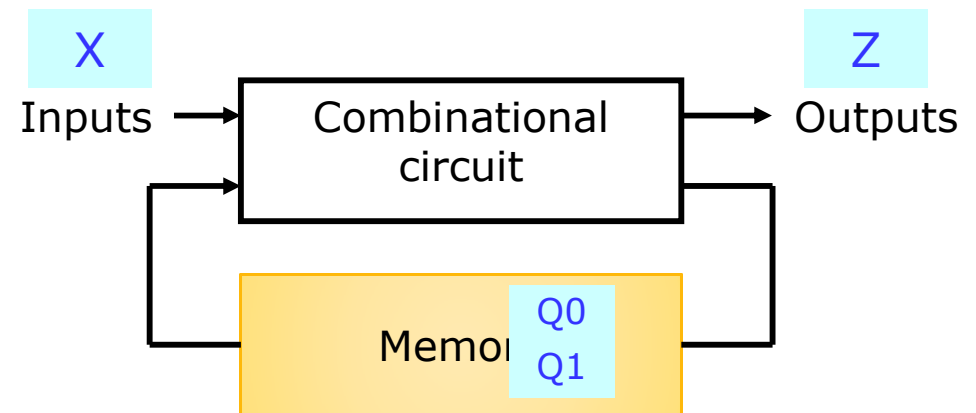 X
Z
Inputs
Combinational
circuit
Outputs
Q0
Memor
Q1